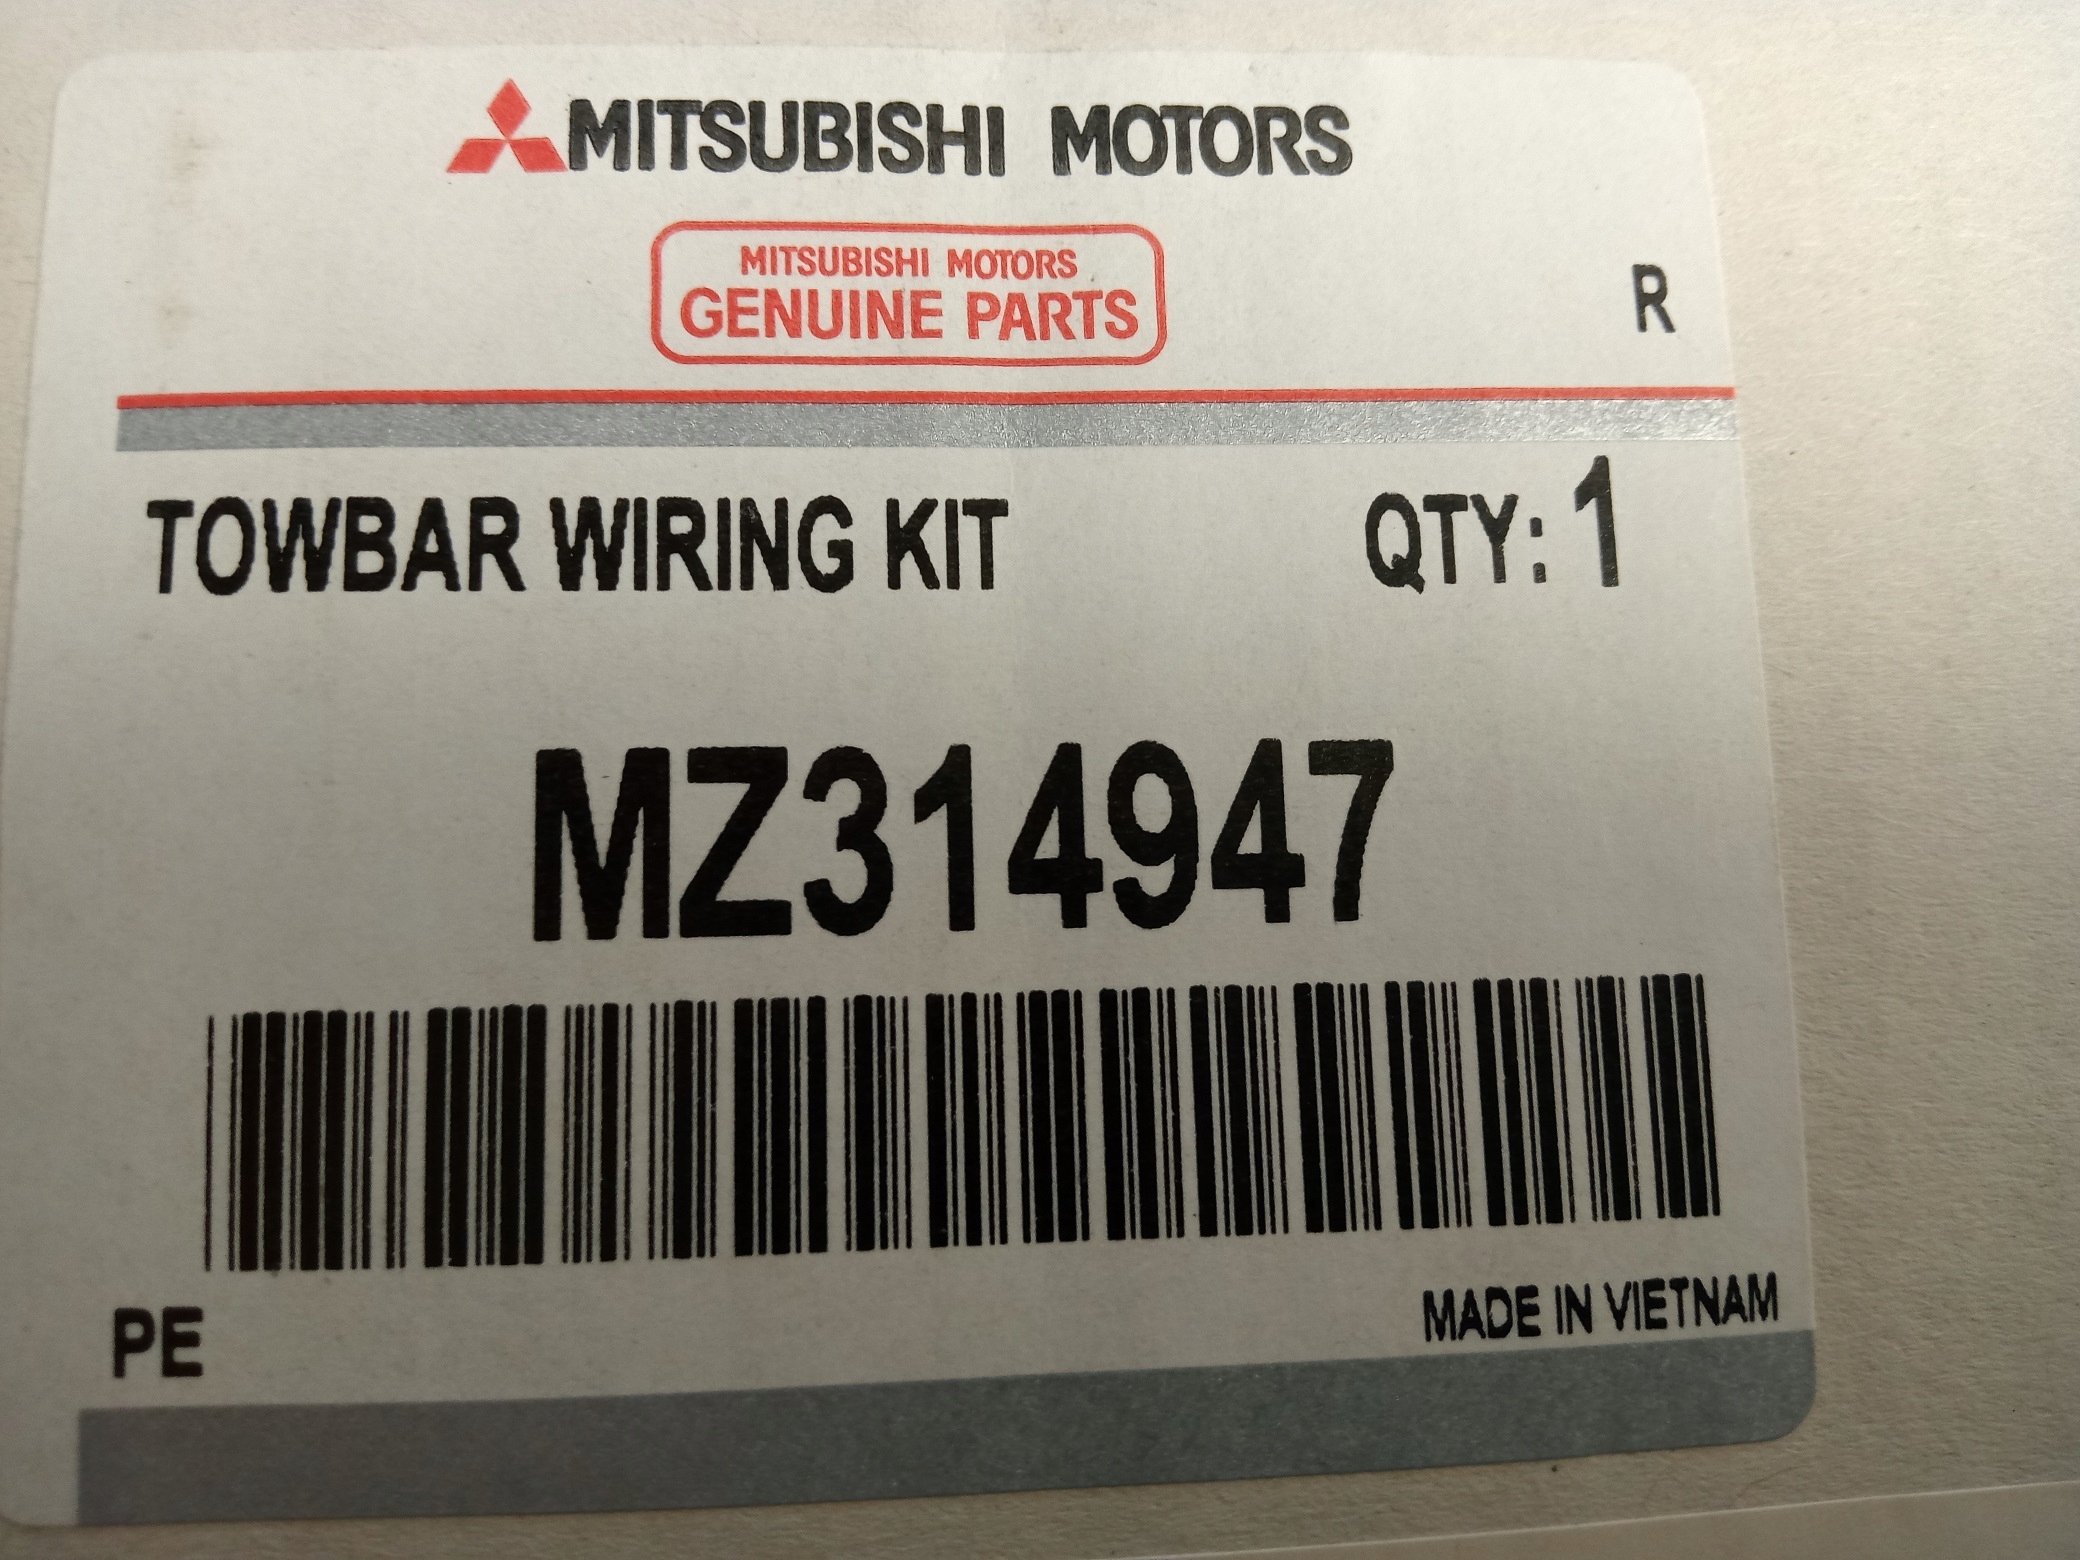 MITSUBISHI MOTORS
MITSUBISHI MOTORS
GENUINE PARTS
R
TOWBAR WIRING KIT QTY: 1
MZ314947
PE
MADE IN VIETNAM